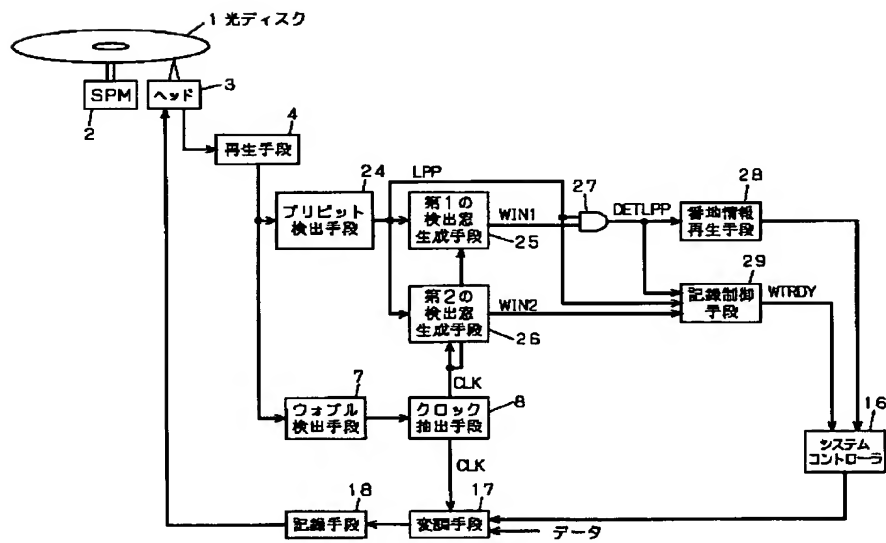 1 光ディスク
SPM
2
ヘッド
3
4
再生手段
24
プリピット
検出手段
LPP
第1の
検出窓
生成手段
WIN1
25
27
DETLPP
28
番地情報
再生手段
第2の
検出窓
生成手段
WIN2
26
29
記録制御
手段
WTRDY
CLK
7
ウォブル
検出手段
クロック
抽出手段
8
CLK
16
システム
コントローラ
18
記録手段
17
変調手段
データ